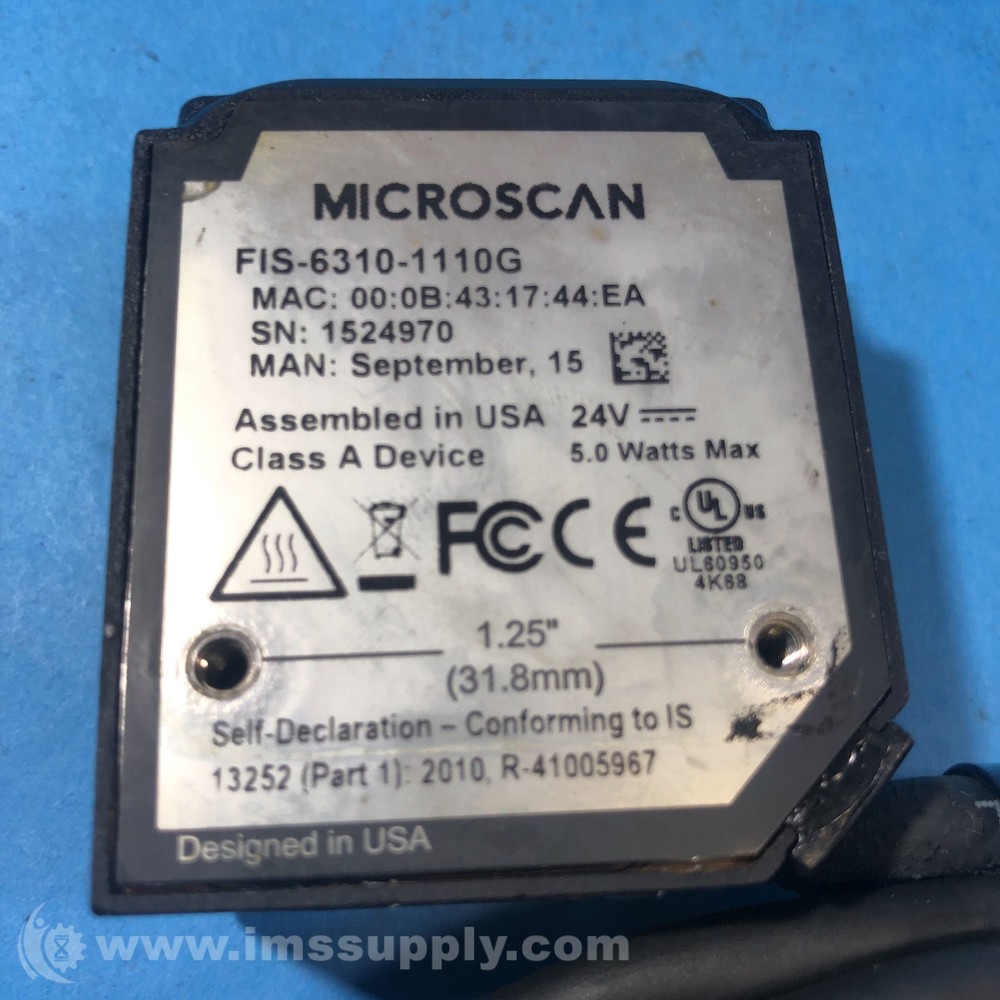 MICROSCAN
FIS-6310-1110G
MAC: 00:0B:43:17:44:EA
SN: 1524970
MAN: September, 15
Assembled in USA 24V
Class A Device 5.0 Watts Max
FC CE c UL us
LISTED
UL60950
4K68
1.25"
(31.8mm)
Self-Declaration – Conforming to IS
13252 (Part 1): 2010, R-41005967
Designed in USA
www.imssupply.com